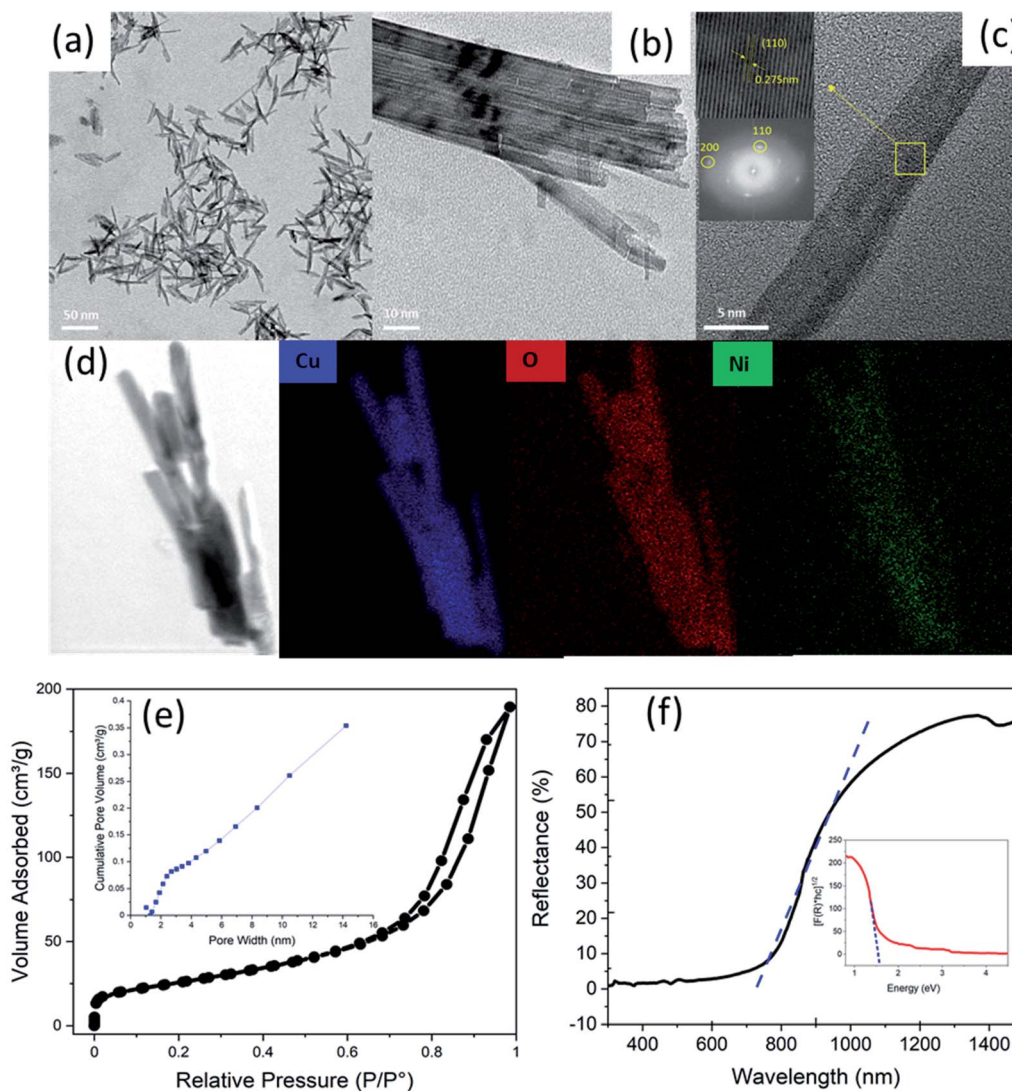 (a)
50 nm
(b)
10 nm
(c)
(110)
0.275nm
200
110
5 nm
(d)
Cu
O
Ni
(e)
Volume Adsorbed (cm³/g)
200
150
100
50
0
0
0.2
0.4
0.6
0.8
1
Relative Pressure (P/P°)
Cumulative Pore Volume (cm³/g)
0.4
0.35
0.3
0.25
0.2
0.15
0.1
0.05
0
0
2
4
6
8
10
12
14
16
Pore Width (nm)
(f)
Reflectance (%)
80
70
60
50
40
30
20
10
0
-10
400
600
800
1000
1200
1400
Wavelength (nm)
[F(R)*hc]¹/²
250
200
150
100
50
0
1
2
3
4
Energy (eV)